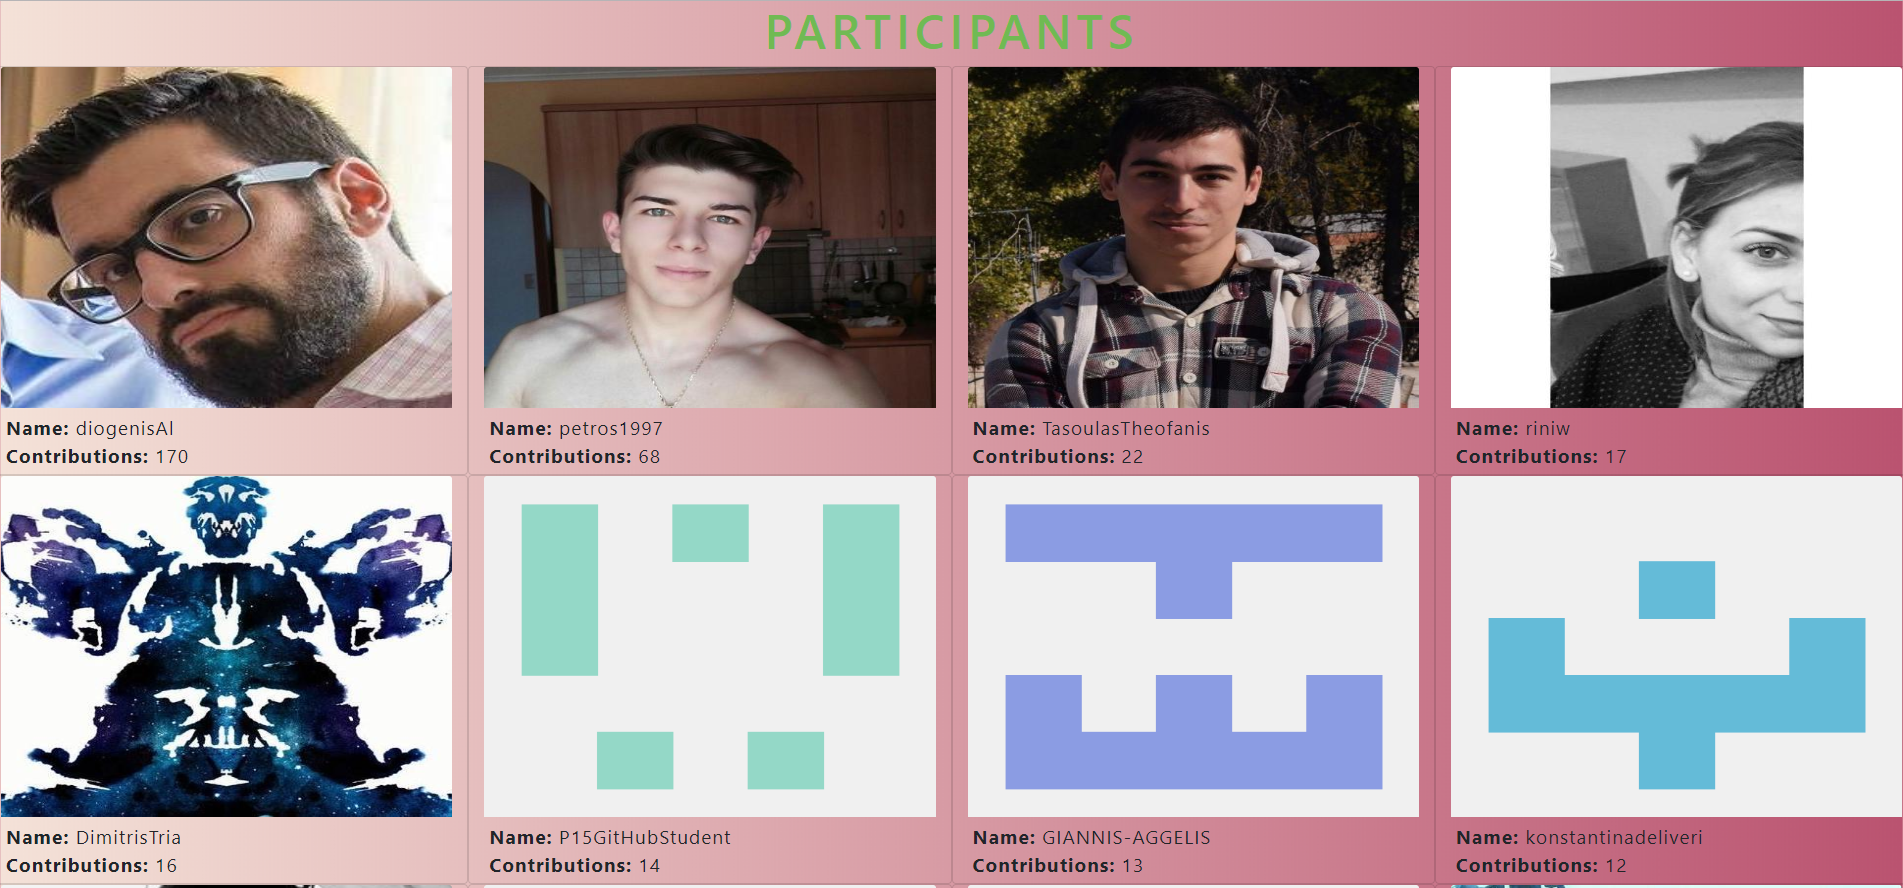 PARTICIPANTS
Name: diogenisAl
Contributions: 170
Name: petros1997
Contributions: 68
Name: TasoulasTheofanis
Contributions: 22
Name: riniw
Contributions: 17
Name: DimitrisTria
Contributions: 16
Name: P15GitHubStudent
Contributions: 14
Name: GIANNIS-AGGELIS
Contributions: 13
Name: konstantinadeliveri
Contributions: 12